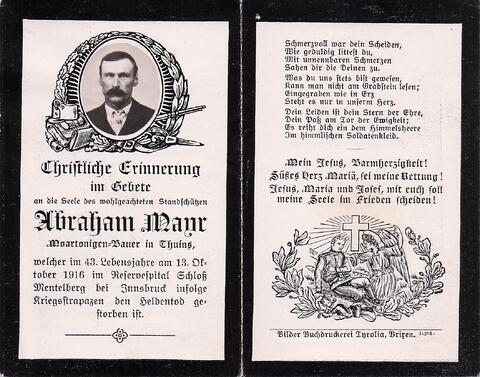 Christliche Erinnerung
im Gebete
an die Seele des wohlgeachteten Standschützen
Abraham Mayr
Moartonigen-Bauer in Thuins,
welcher im 43. Lebensjahre am 13. Ok-
tober 1916 im Reservospital Schloß
Mentelberg bei Innsbruck infolge
Kriegsstrapazen den Heldentod ge-
storben ist.
Schmerzvoll war dein Scheiden,
Wie geduldig littest du,
Mit unnennbaren Schmerzen
Sahen dir die Deinen zu.
Was du uns stets bist gewesen,
Kann man nicht am Grabstein lesen;
Eingegraben wie in Erz
Steht es nur in unserm Herz.
Dein Leiden ist dein Stern der Ehre,
Dein Paß am Tor der Ewigkeit;
Es reiht dich ein dem Himmelsheere
Im himmlischen Soldatenkleid.
Mein Jesus, Barmherzigkeit!
Süßes Herz Mariä, sei meine Rettung!
Jesus, Maria und Josef, mit euch soll
meine Seele im Frieden scheiden!
Bilder Buchdruckerei Tyrolia, Brixen.